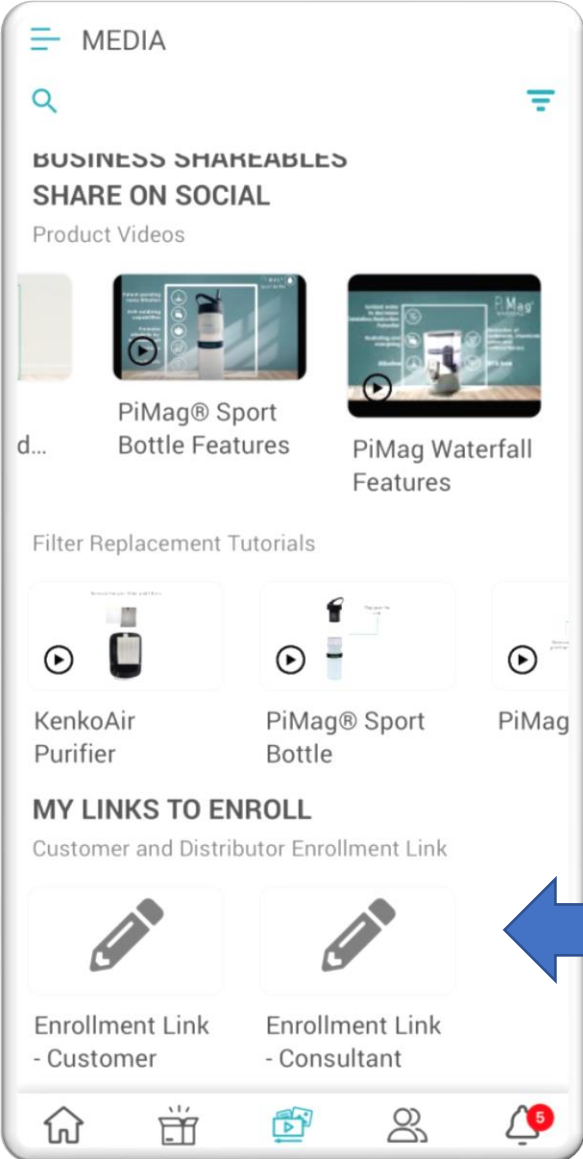 MEDIA
BUSINESS SHAREABLES
SHARE ON SOCIAL
Product Videos
d...
PiMag® Sport
Bottle Features
PiMag Waterfall
Features
Filter Replacement Tutorials
KenkoAir
Purifier
PiMag® Sport
Bottle
PiMag
MY LINKS TO ENROLL
Customer and Distributor Enrollment Link
Enrollment Link
- Customer
Enrollment Link
- Consultant
5